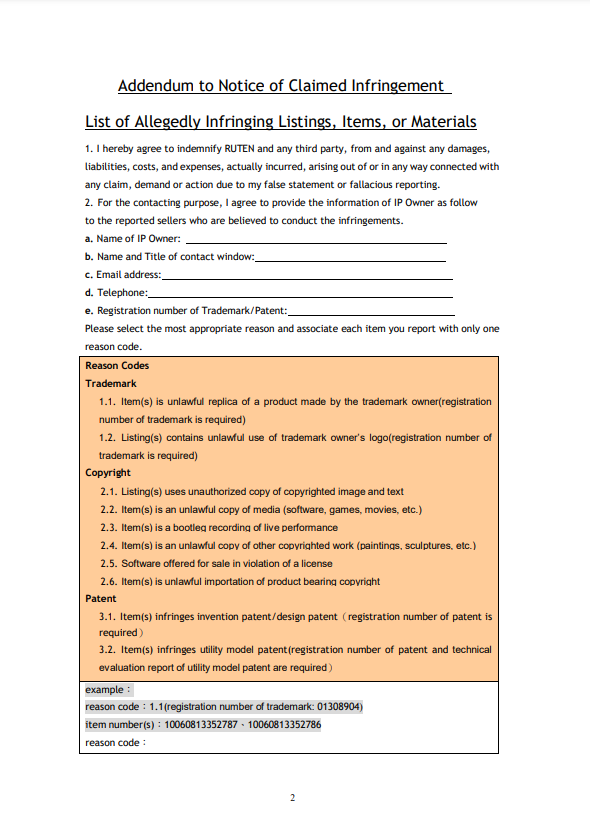 Addendum to Notice of Claimed Infringement
List of Allegedly Infringing Listings, Items, or Materials
1. I hereby agree to indemnify RUTEN and any third party, from and against any damages,
liabilities, costs, and expenses, actually incurred, arising out of or in any way connected with
any claim, demand or action due to my false statement or fallacious reporting.
2. For the contacting purpose, I agree to provide the information of IP Owner as follow
to the reported sellers who are believed to conduct the infringements.
a. Name of IP Owner:
b. Name and Title of contact window:
c. Email address:
d. Telephone:
e. Registration number of Trademark/Patent:
Please select the most appropriate reason and associate each item you report with only one
reason code.
Reason Codes
Trademark
1.1. Item(s) is unlawful replica of a product made by the trademark owner(registration
number of trademark is required)
1.2. Listing(s) contains unlawful use of trademark owner's logo(registration number of
trademark is required)
Copyright
2.1. Listing(s) uses unauthorized copy of copyrighted image and text
2.2. Item(s) is an unlawful copy of media (software, games, movies, etc.)
2.3. Item(s) is a bootleg recording of live performance
2.4. Item(s) is an unlawful copy of other copyrighted work (paintings, sculptures, etc.)
2.5. Software offered for sale in violation of a license
2.6. Item(s) is unlawful importation of product bearing copyright
Patent
3.1. Item(s) infringes invention patent/design patent（registration number of patent is
required）
3.2. Item(s) infringes utility model patent(registration number of patent and technical
evaluation report of utility model patent are required）
example：
reason code：1.1(registration number of trademark: 01308904)
item number(s)：10060813352787、10060813352786
reason code：
2